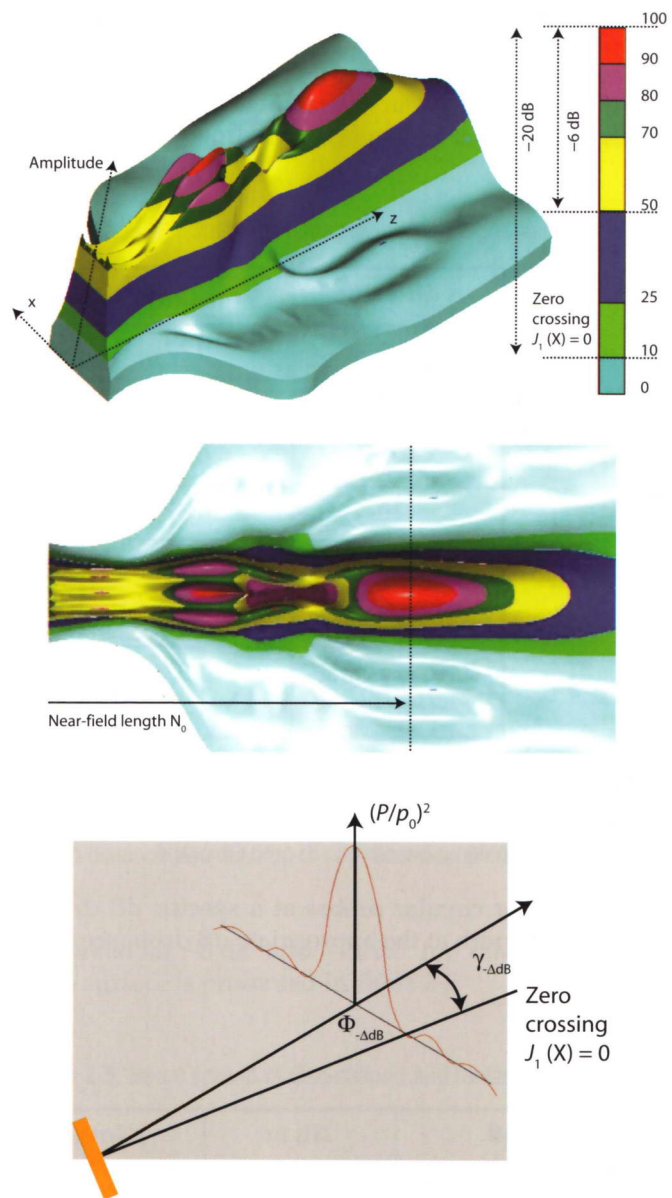 100
90
80
70
50
25
10
0
−20 dB
−6 dB
Amplitude
z
x
Zero
crossing
J₁ (X) = 0
Near-field length N₀
(P/p₀)²
γ-ΔdB
Φ-ΔdB
Zero
crossing
J₁ (X) = 0